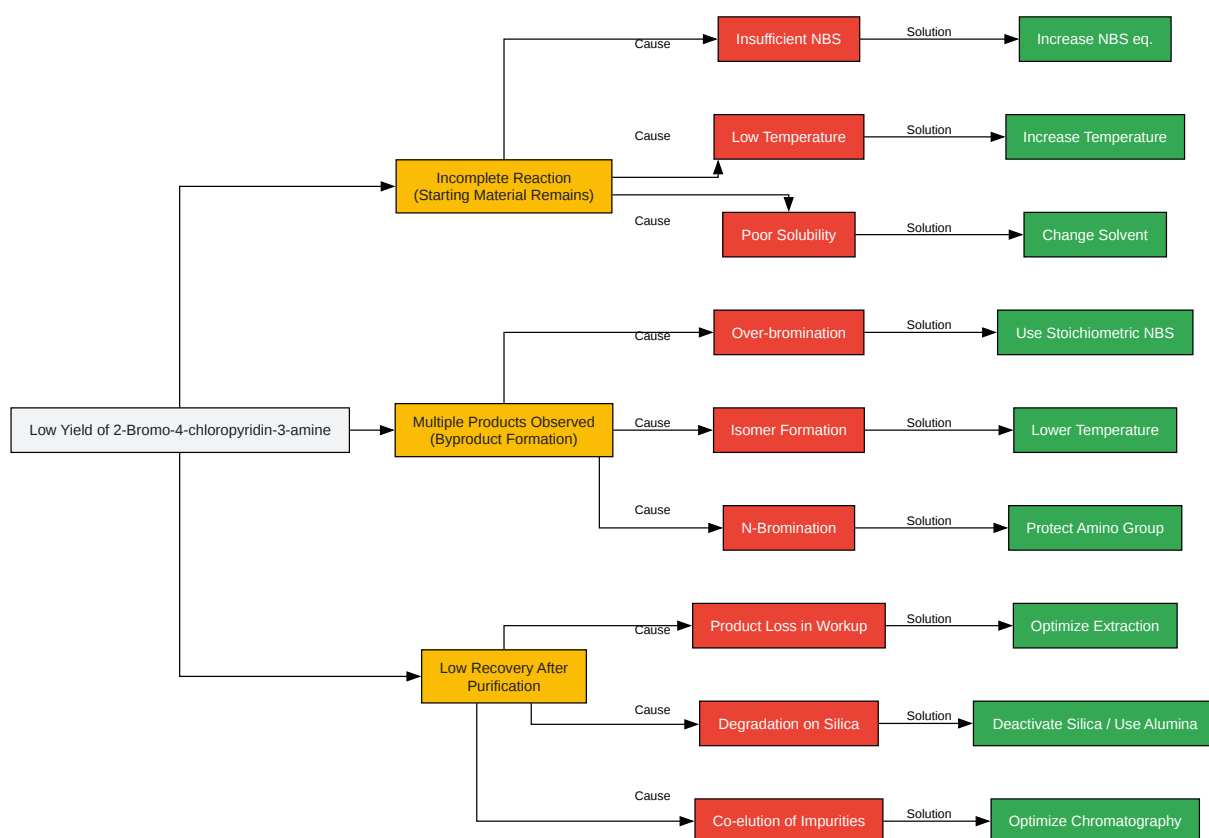 Insufficient NBS
Solution
Increase NBS eq.
Cause
Cause
Low Temperature
Solution
Increase Temperature
Incomplete Reaction
(Starting Material Remains)
Cause
Poor Solubility
Solution
Change Solvent
Cause
Over-bromination
Solution
Use Stoichiometric NBS
Low Yield of 2-Bromo-4-chloropyridin-3-amine
Multiple Products Observed
(Byproduct Formation)
Cause
Isomer Formation
Solution
Lower Temperature
Cause
N-Bromination
Solution
Protect Amino Group
Cause
Product Loss in Workup
Solution
Optimize Extraction
Low Recovery After
Purification
Cause
Degradation on Silica
Solution
Deactivate Silica / Use Alumina
Cause
Co-elution of Impurities
Solution
Optimize Chromatography